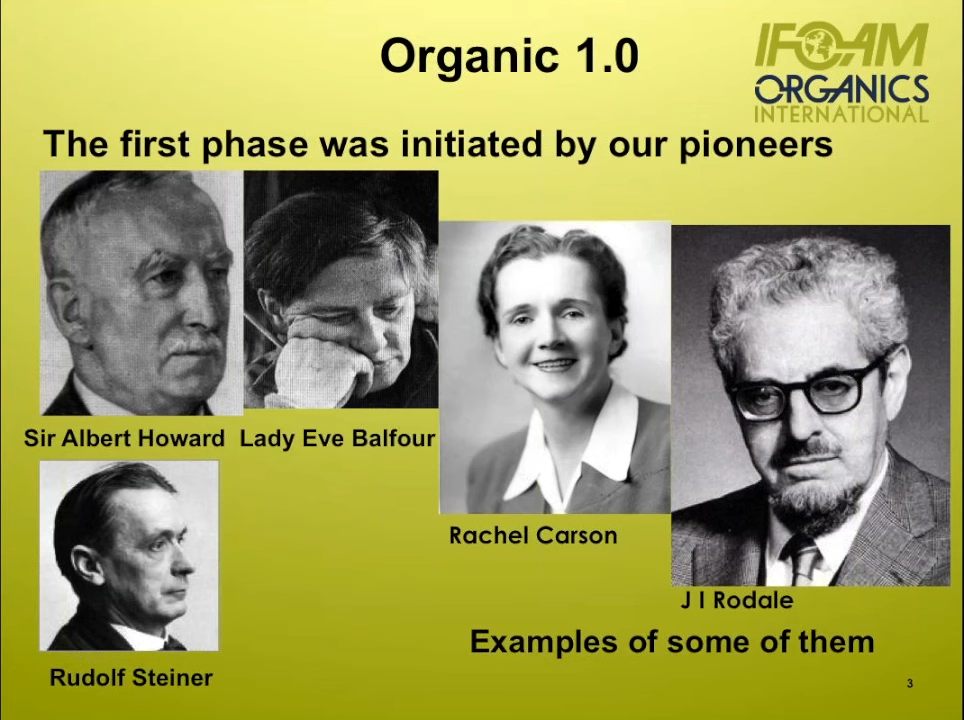 Organic 1.0
IFOAM
ORGANICS
INTERNATIONAL
The first phase was initiated by our pioneers
Sir Albert Howard
Lady Eve Balfour
Rachel Carson
J I Rodale
Examples of some of them
Rudolf Steiner
3